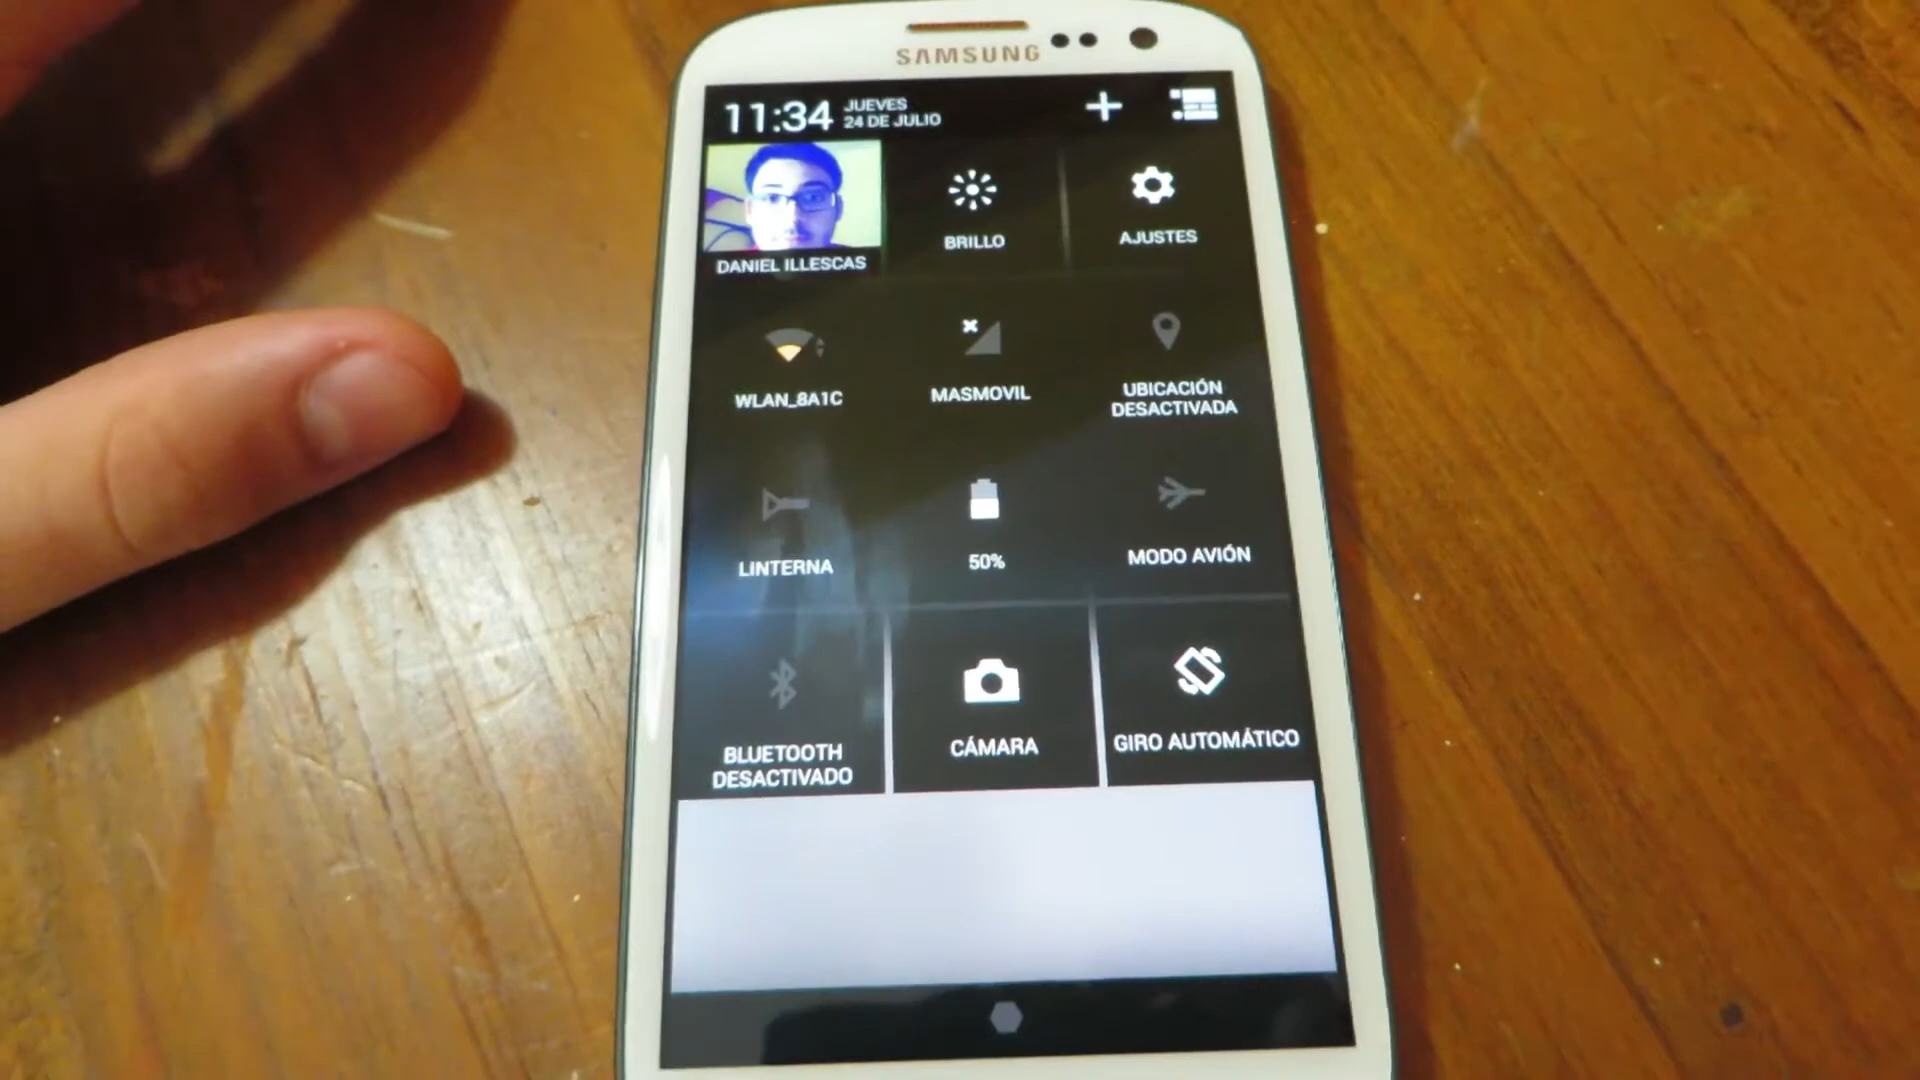 SAMSUNG
11:34
JUEVES
24 DE JULIO
DANIEL ILLESCAS
BRILLO
AJUSTES
WLAN_8A1C
MASMOVIL
UBICACIÓN
DESACTIVADA
LINTERNA
50%
MODO AVIÓN
BLUETOOTH
DESACTIVADO
CÁMARA
GIRO AUTOMÁTICO